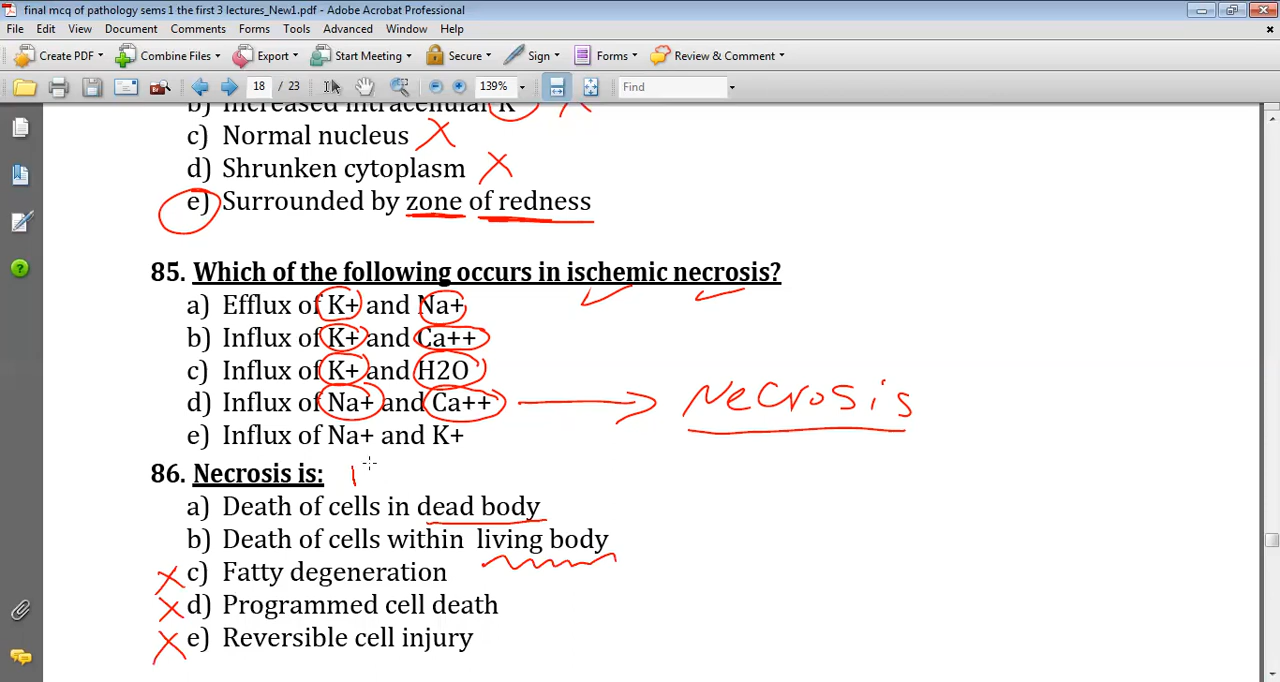 final mcq of pathology sems 1 the first 3 lectures_New1.pdf - Adobe Acrobat Professional
File Edit View Document Comments Forms Tools Advanced Window Help
Create PDF Combine Files Export Start Meeting Secure Sign Forms Review & Comment
18 / 23 139% Find
b) Increased intracellular K
c) Normal nucleus X
d) Shrunken cytoplasm X
e) Surrounded by zone of redness
85. Which of the following occurs in ischemic necrosis?
a) Efflux of K+ and Na+
b) Influx of K+ and Ca++
c) Influx of K+ and H2O
d) Influx of Na+ and Ca++ Necrosis
e) Influx of Na+ and K+
86. Necrosis is:
a) Death of cells in dead body
b) Death of cells within living body
X c) Fatty degeneration
X d) Programmed cell death
X e) Reversible cell injury